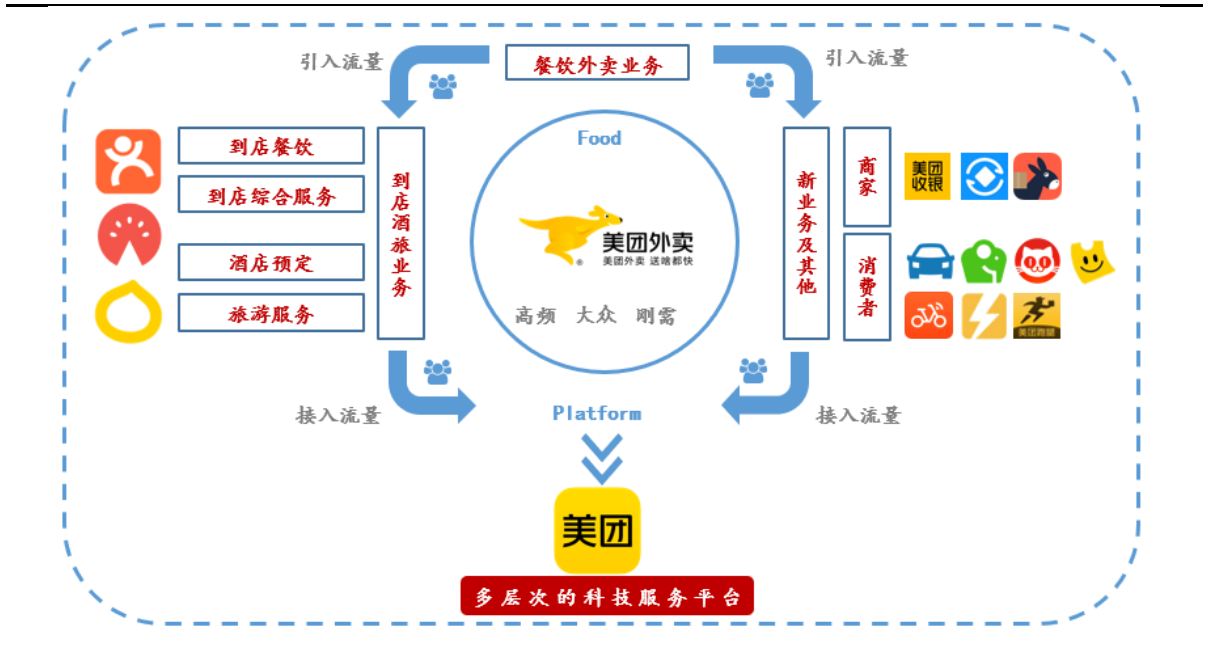 引入流量
餐饮外卖业务
引入流量
到店餐饮
到店综合服务
酒店预定
旅游服务
到店酒旅业务
Food
美团外卖
美团外卖 送啥都快
®
高频 大众 刚需
新业务及其他
商家
消费者
美团
收银
美团跑腿
接入流量
Platform
接入流量
美团
多层次的科技服务平台